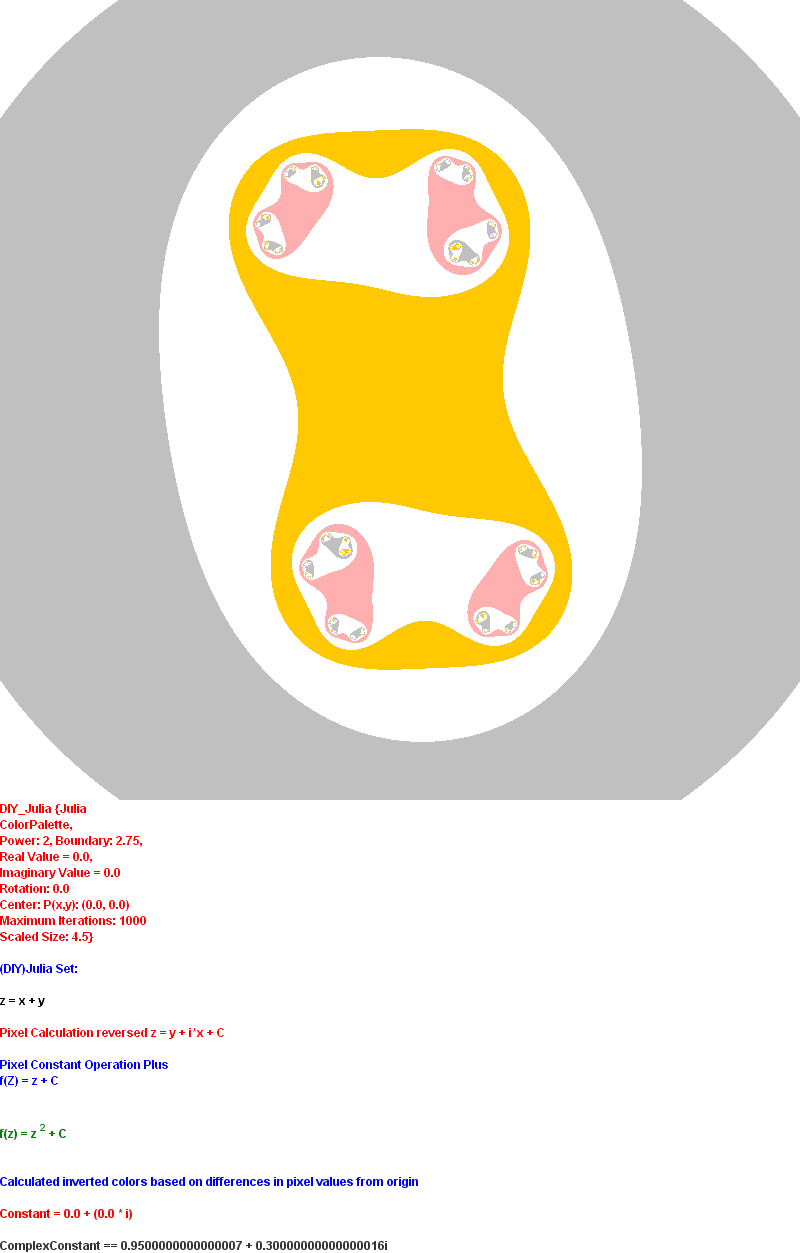 DIY_Julia {Julia
ColorPalette,
Power: 2, Boundary: 2.75,
Real Value = 0.0,
Imaginary Value = 0.0
Rotation: 0.0
Center: P(x,y): (0.0, 0.0)
Maximum Iterations: 1000
Scaled Size: 4.5}
(DIY)Julia Set:
z = x + y
Pixel Calculation reversed z = y + i*x + C
Pixel Constant Operation Plus
f(Z) = z + C
f(z) = z ² + C
Calculated inverted colors based on differences in pixel values from origin
Constant = 0.0 + (0.0 * i)
ComplexConstant == 0.9500000000000007 + 0.30000000000000016i